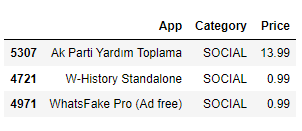 App Category Price
5307 Ak Parti Yardım Toplama SOCIAL 13.99
4721 W-History Standalone SOCIAL 0.99
4971 WhatsFake Pro (Ad free) SOCIAL 0.99